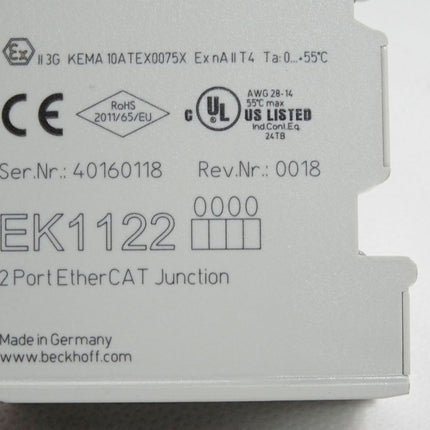 Ex II 3G KEMA 10ATEX0075X Ex nA II T4 Ta: 0...+55°C
CE
RoHS
2011/65/EU
C UL US LISTED
AWG 28-14
55°C max
Ind.Cont.Eq.
24TB
Ser.Nr.: 40160118 Rev.Nr.: 0018
0000
EK1122
2 Port EtherCAT Junction
Made in Germany
www.beckhoff.com